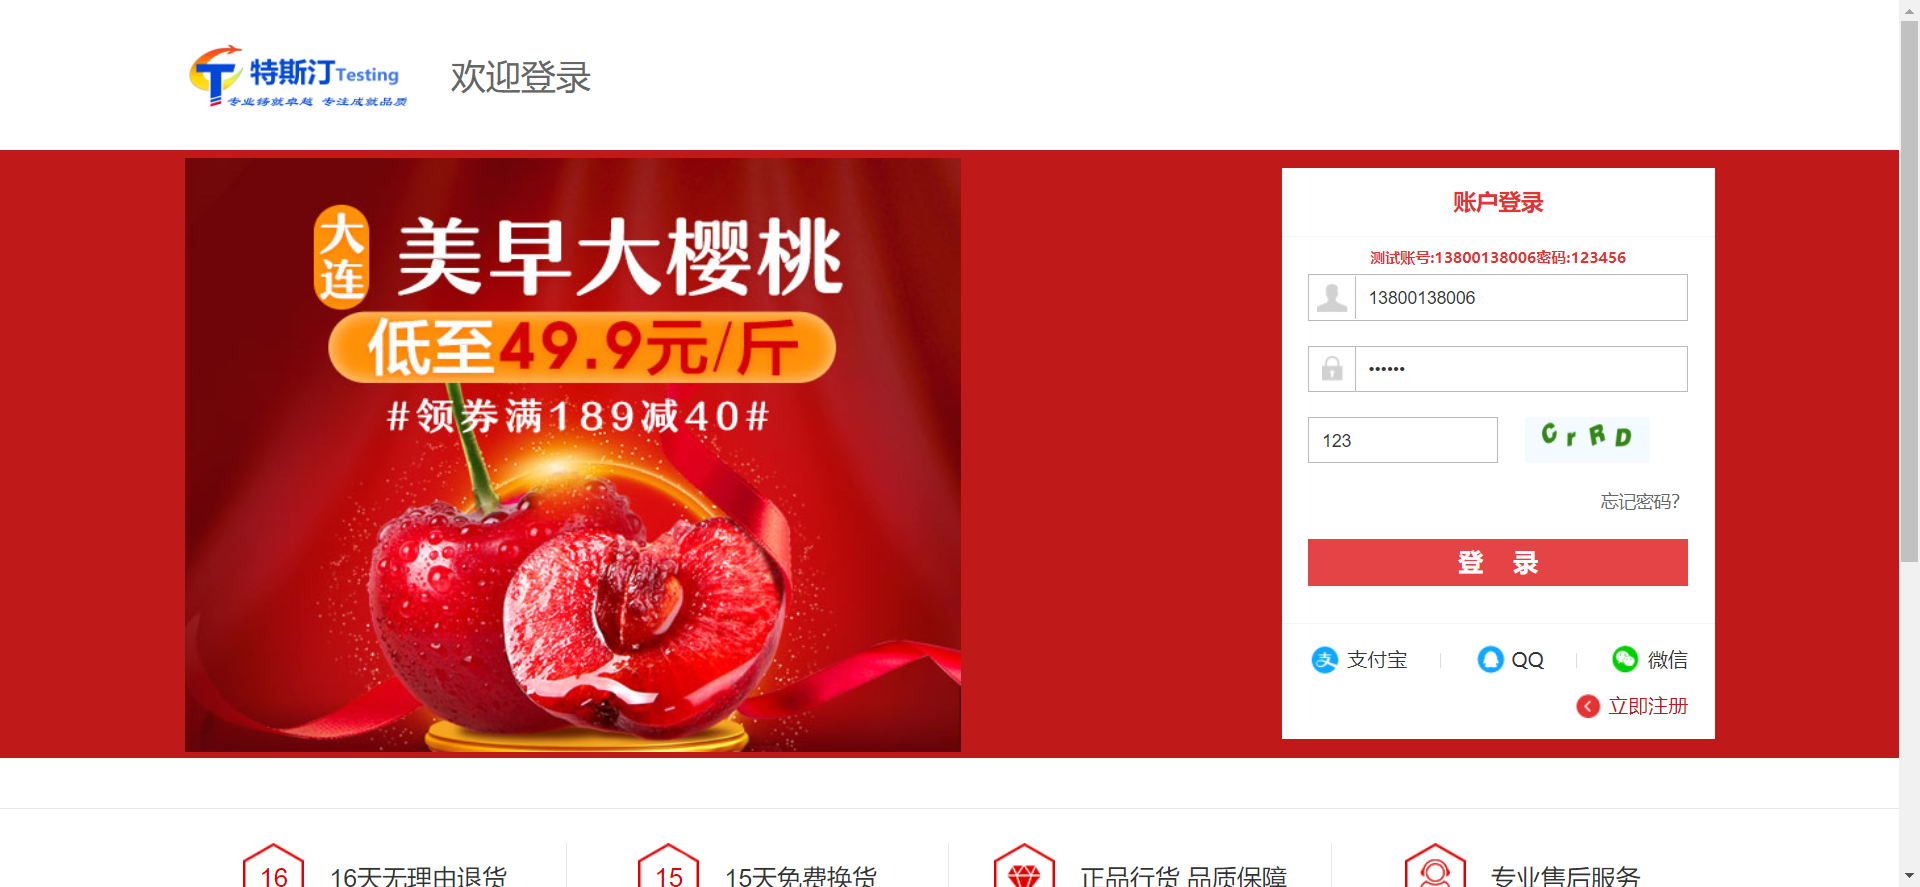 特斯汀Testing
专业铸就卓越 专注成就品质
欢迎登录
大连
美早大樱桃
低至49.9元/斤
#领券满189减40#
账户登录
测试账号:13800138006密码:123456
13800138006
••••••
123
CrRD
忘记密码?
登 录
支付宝
QQ
微信
立即注册
16
16天无理由退货
15
15天免费换货
正品行货 品质保障
专业售后服务